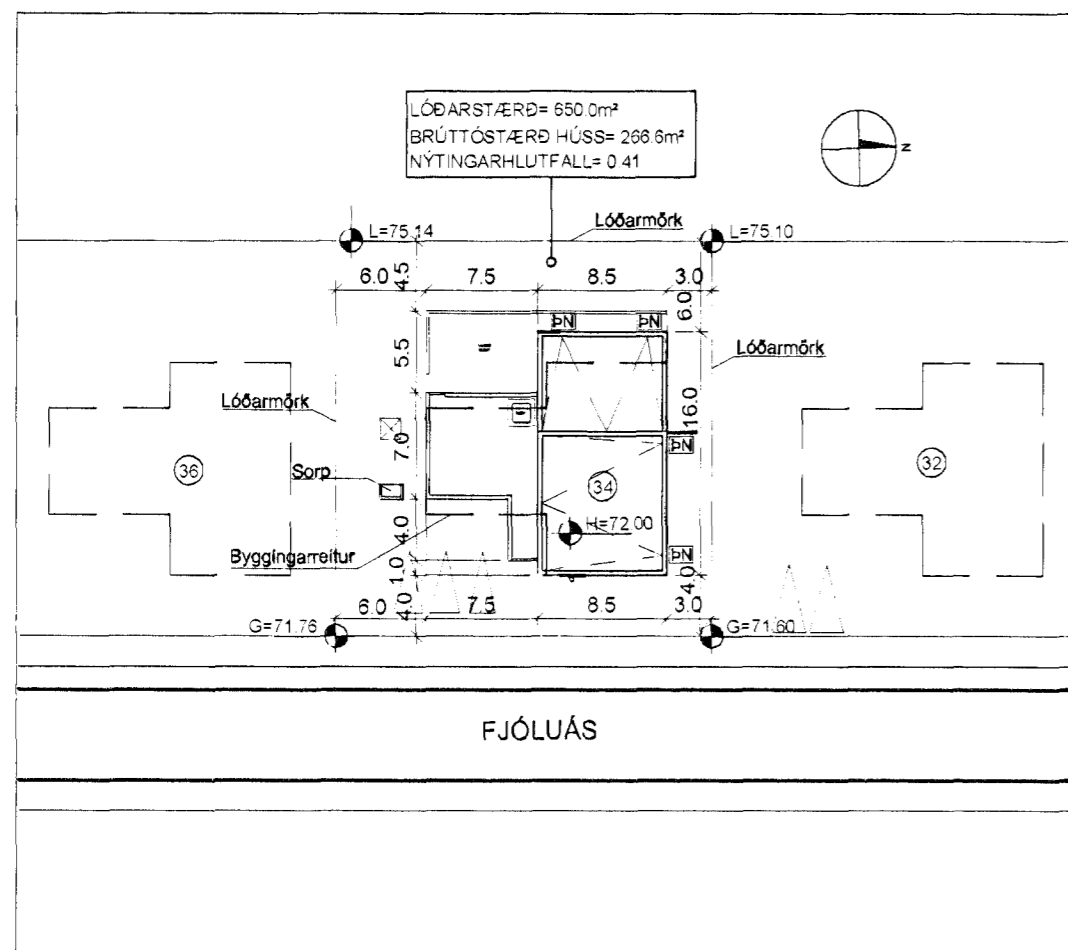 LÓÐARSTÆRÐ= 650.0m²
BRÚTTÓSTÆRÐ HÚSS= 266.6m²
NÝTINGARHLUTFALL= 0.41
N
Lóðarmörk
L=75.14
L=75.10
6.0
4.5
7.5
8.5
3.0
6.0
ÞN
ÞN
5.5
Lóðarmörk
Lóðarmörk
16.0
7.0
ÞN
36
Sorp
34
32
H=72.00
4.0
Byggingarreitur
ÞN
1.0
4.0
6.0
4.0
7.5
8.5
3.0
G=71.76
G=71.60
FJÓLUÁS